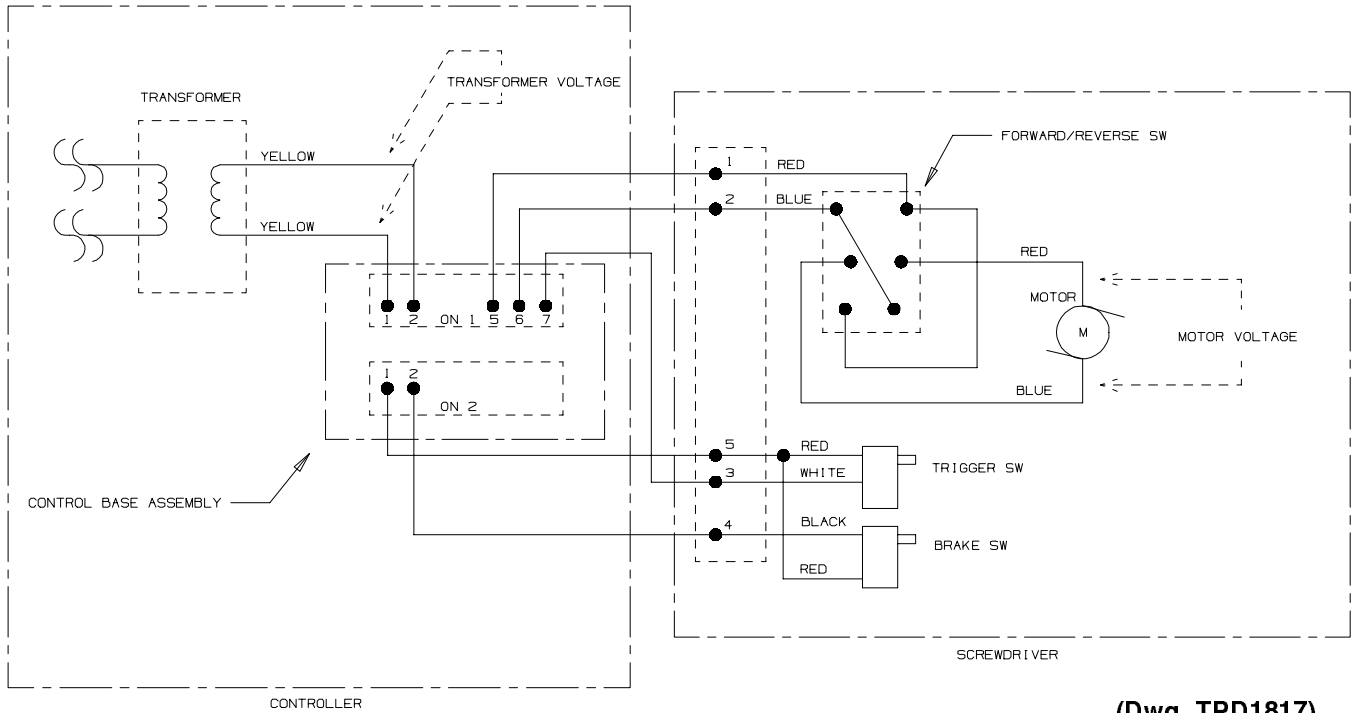 TRANSFORMER VOLTAGE
TRANSFORMER
FORWARD/REVERSE SW
YELLOW
1
RED
2
BLUE
YELLOW
RED
MOTOR
1 2 ON 1 5 6 7
M
MOTOR VOLTAGE
1 2
BLUE
ON 2
5
RED
TRIGGER SW
3
WHITE
CONTROL BASE ASSEMBLY
4
BLACK
BRAKE SW
RED
SCREWDRIVER
CONTROLLER
(Dwg. TPD1817)